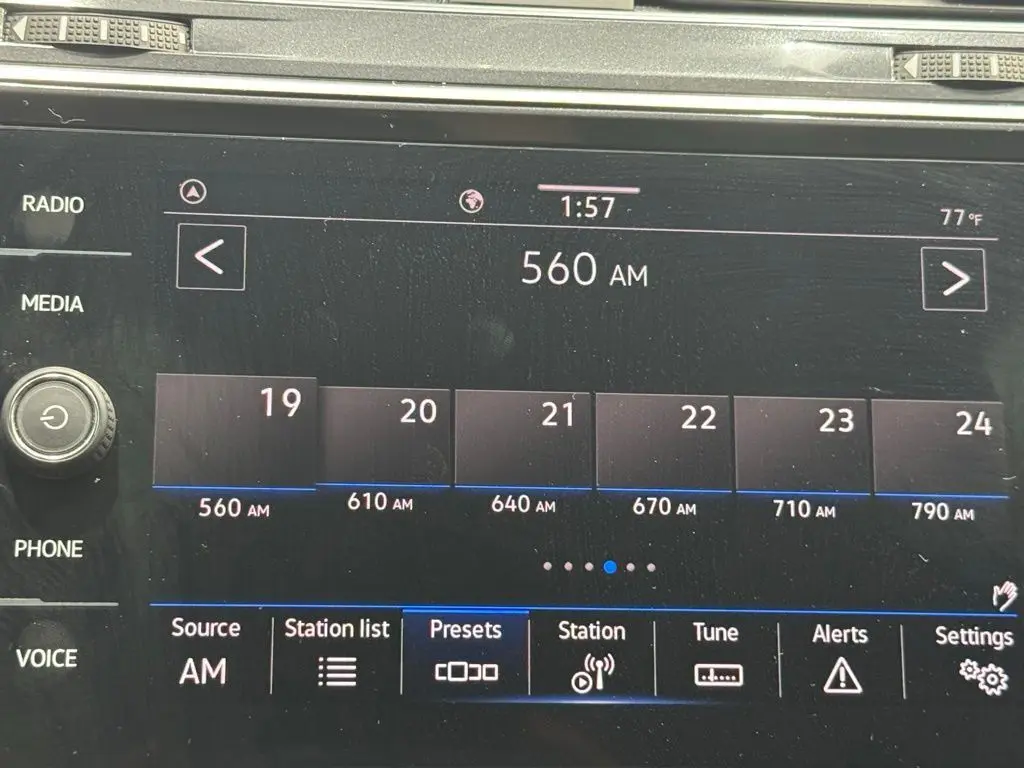 RADIO
MEDIA
PHONE
VOICE
1:57
77°F
560 AM
19
20
21
22
23
24
560 AM
610 AM
640 AM
670 AM
710 AM
790 AM
Source
Station list
Presets
Station
Tune
Alerts
Settings
AM